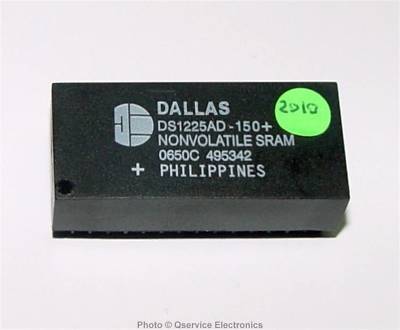 DALLAS
DS1225AD-150+
NONVOLATILE SRAM
0650C 495342
+ PHILIPPINES
2010
Photo © Qservice Electronics